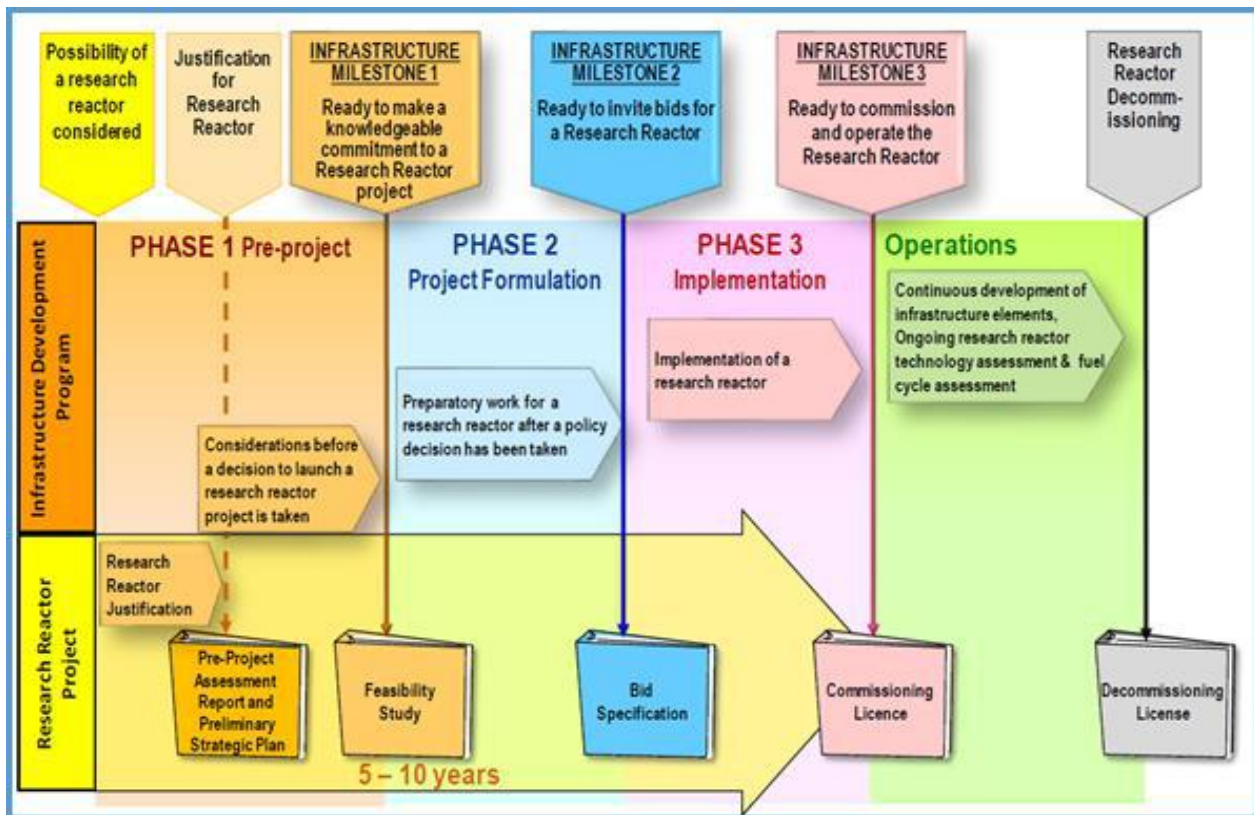 Possibility of
a research
reactor
considered
Justification
for
Research
Reactor
INFRASTRUCTURE
MILESTONE 1
Ready to make a
knowledgeable
commitment to a
Research Reactor
project
INFRASTRUCTURE
MILESTONE 2
Ready to invite bids for
a Research Reactor
INFRASTRUCTURE
MILESTONE 3
Ready to commission
and operate the
Research Reactor
Research
Reactor
Decomm-
issioning
Infrastructure Development
Program
PHASE 1 Pre-project
PHASE 2
Project Formulation
PHASE 3
Implementation
Operations
Considerations before
a decision to launch a
research reactor
project is taken
Preparatory work for a
research reactor after a policy
decision has been taken
Implementation of a
research reactor
Continuous development of
infrastructure elements,
Ongoing research reactor
technology assessment & fuel
cycle assessment
Research Reactor
Project
Research
Reactor
Justification
Pre-Project
Assessment
Report and
Preliminary
Strategic Plan
Feasibility
Study
Bid
Specification
Commissioning
Licence
Decommissioning
License
5 – 10 years